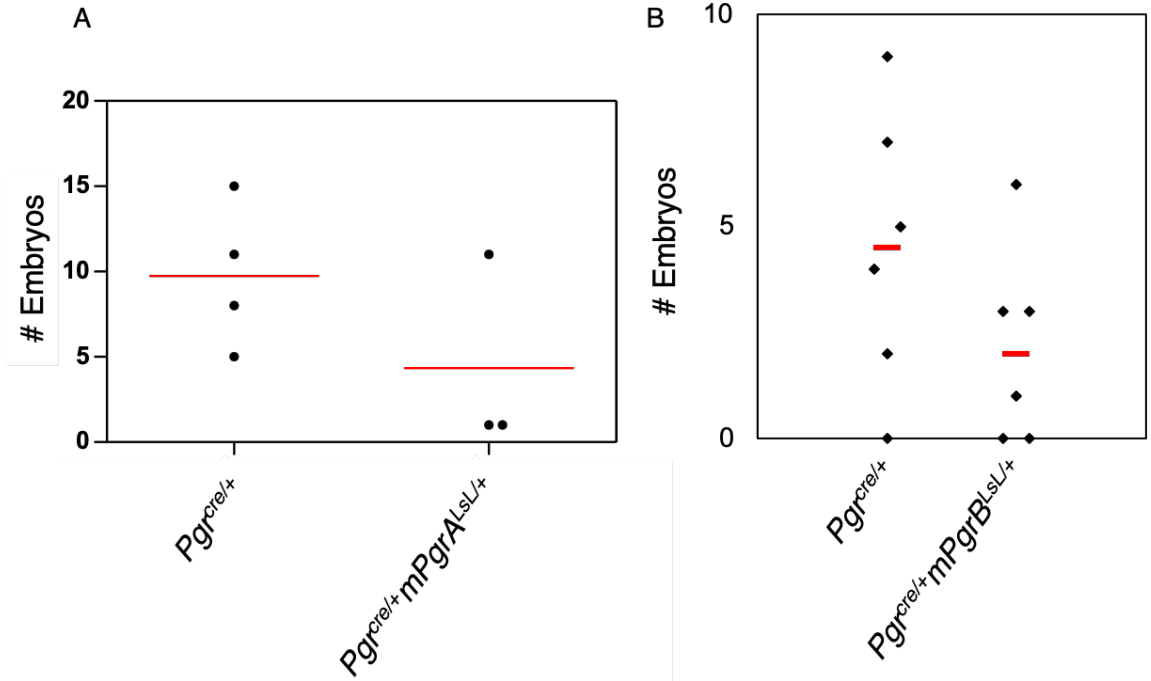 A
20
15
10
5
0
# Embryos
Pgrcre/+
Pgrcre/+mPgrALsL/+
B
10
5
0
# Embryos
Pgrcre/+
Pgrcre/+mPgrBLsL/+